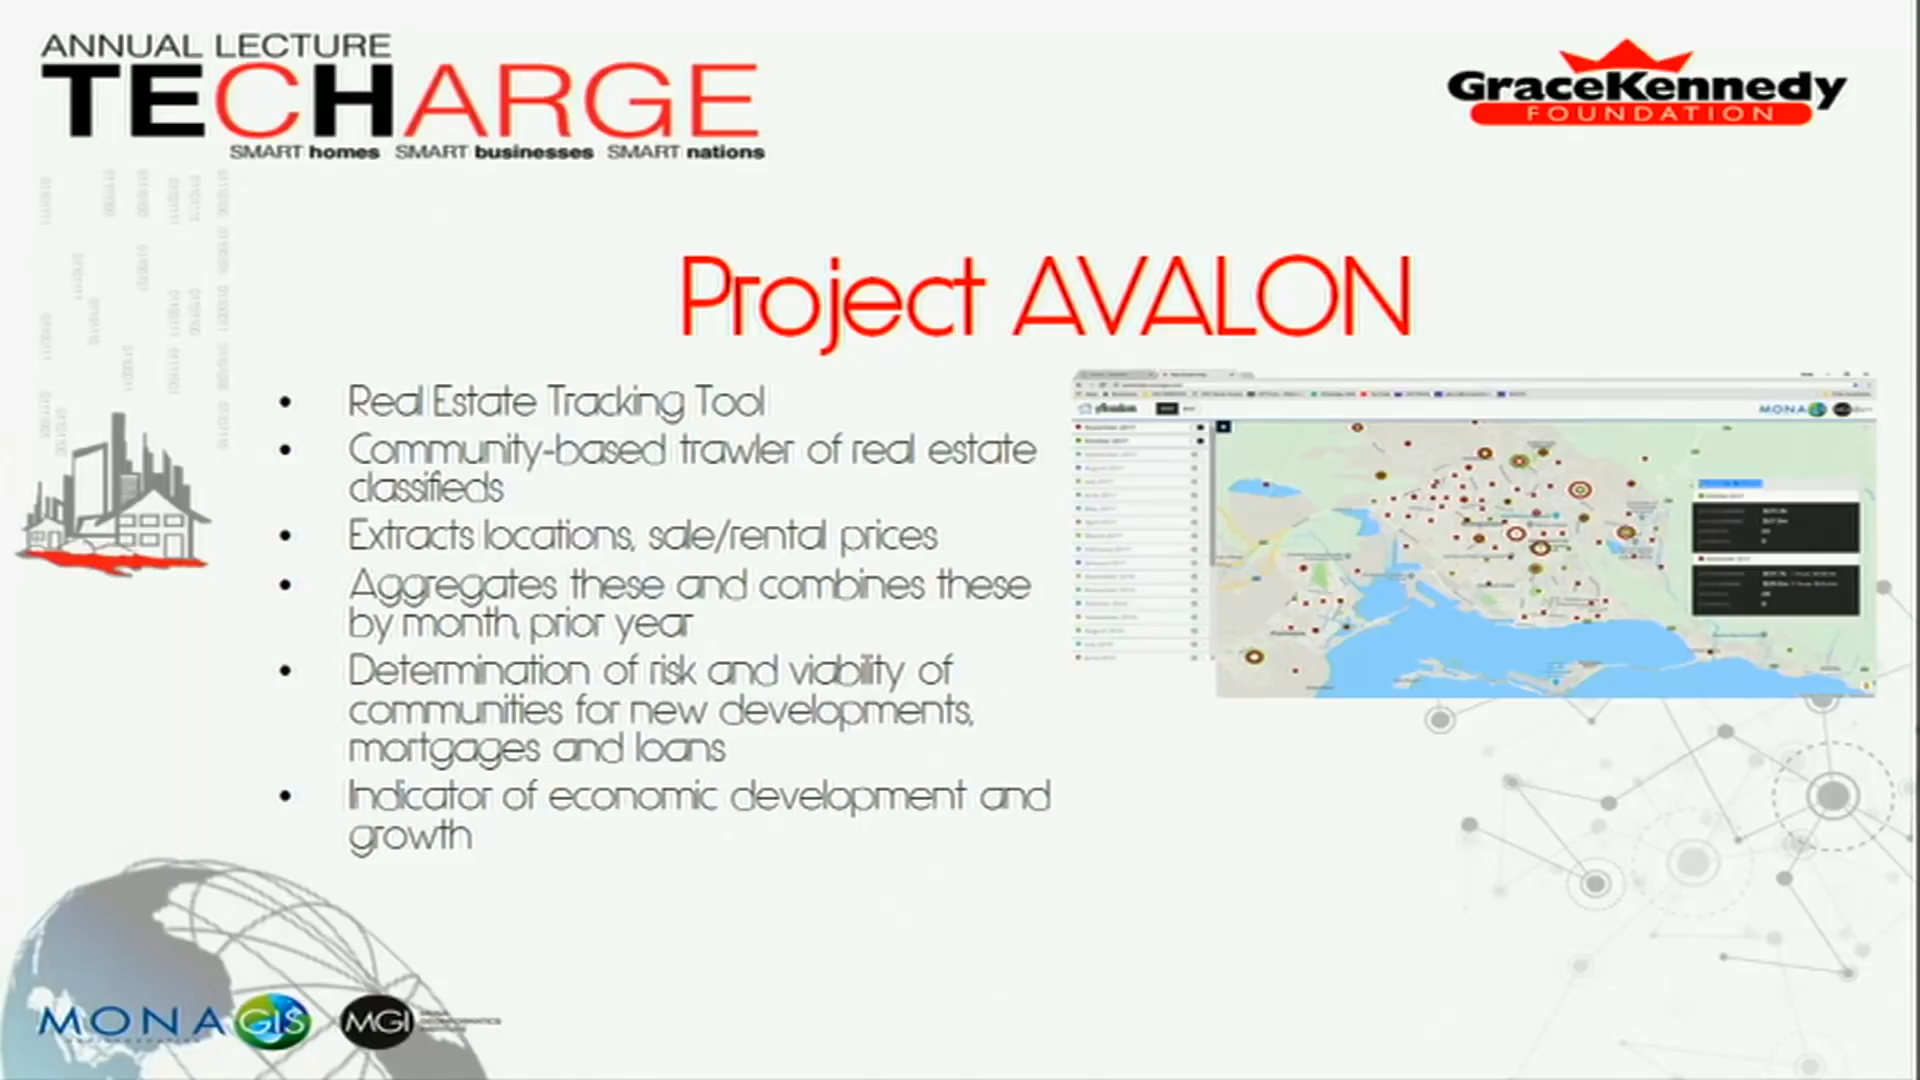 ANNUAL LECTURE
TECHARGE
SMART homes SMART businesses SMART nations
GraceKennedy
FOUNDATION
Project AVALON
• Real Estate Tracking Tool
• Community-based trawler of real estate
classifieds
• Extracts locations, sale/rental prices
• Aggregates these and combines these
by month, prior year
• Determination of risk and viability of
communities for new developments,
mortgages and loans
• Indicator of economic development and
growth
Avalon
MONA
MONA GIS
MGI